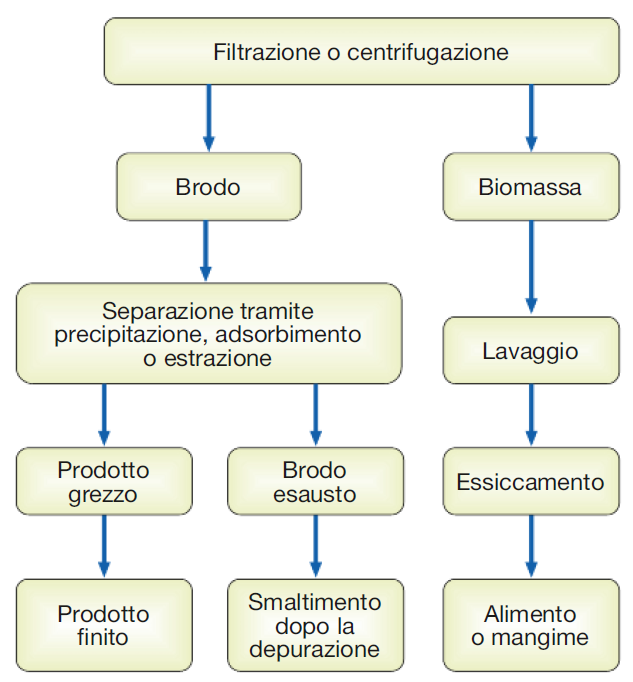 Filtrazione o centrifugazione
Brodo
Biomassa
Separazione tramite
precipitazione, adsorbimento
o estrazione
Lavaggio
Prodotto
grezzo
Brodo
esausto
Essiccamento
Prodotto
finito
Smaltimento
dopo la
depurazione
Alimento
o mangime